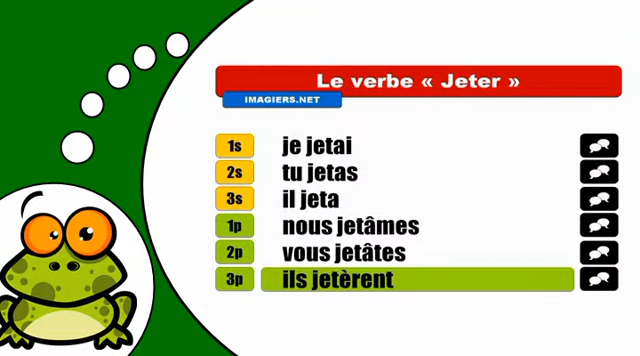 Le verbe « Jeter »
IMAGIERS.NET
1s je jetai
2s tu jetas
3s il jeta
1p nous jetâmes
2p vous jetâtes
3p ils jetèrent